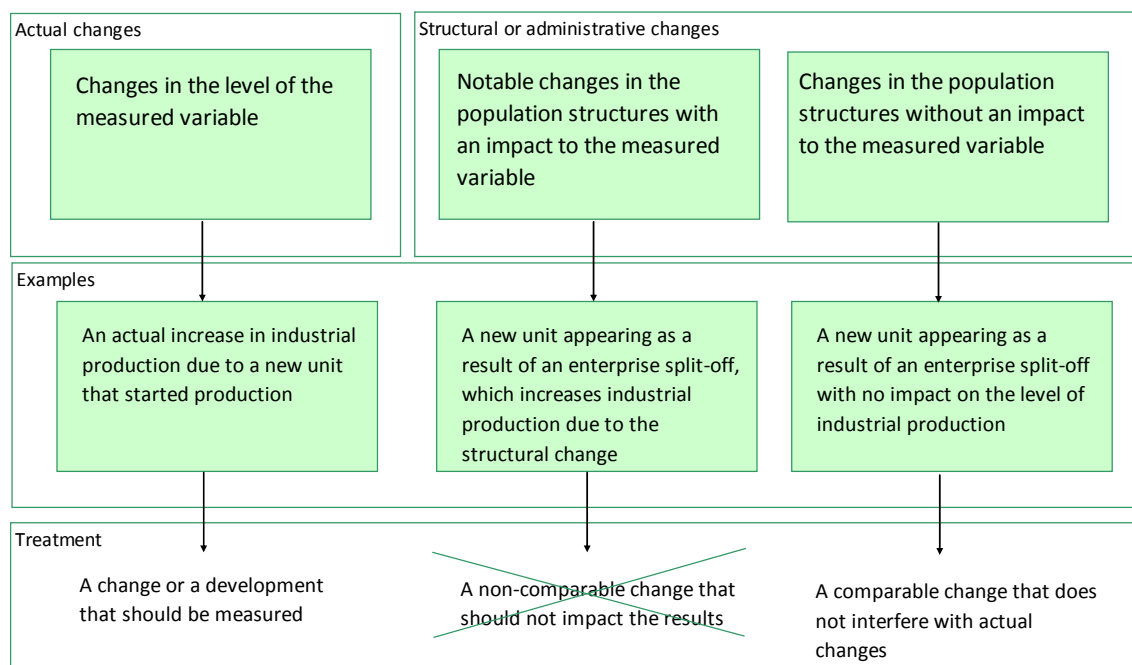 Actual changes
Changes in the level of the
measured variable
Structural or administrative changes
Notable changes in the
population structures with
an impact to the measured
variable
Changes in the population
structures without an impact
to the measured variable
Examples
An actual increase in industrial
production due to a new unit
that started production
A new unit appearing as a
result of an enterprise split-off,
which increases industrial
production due to the
structural change
A new unit appearing as a
result of an enterprise split-off
with no impact on the level of
industrial production
Treatment
A change or a development
that should be measured
A non-comparable change that
should not impact the results
A comparable change that does
not interfere with actual
changes